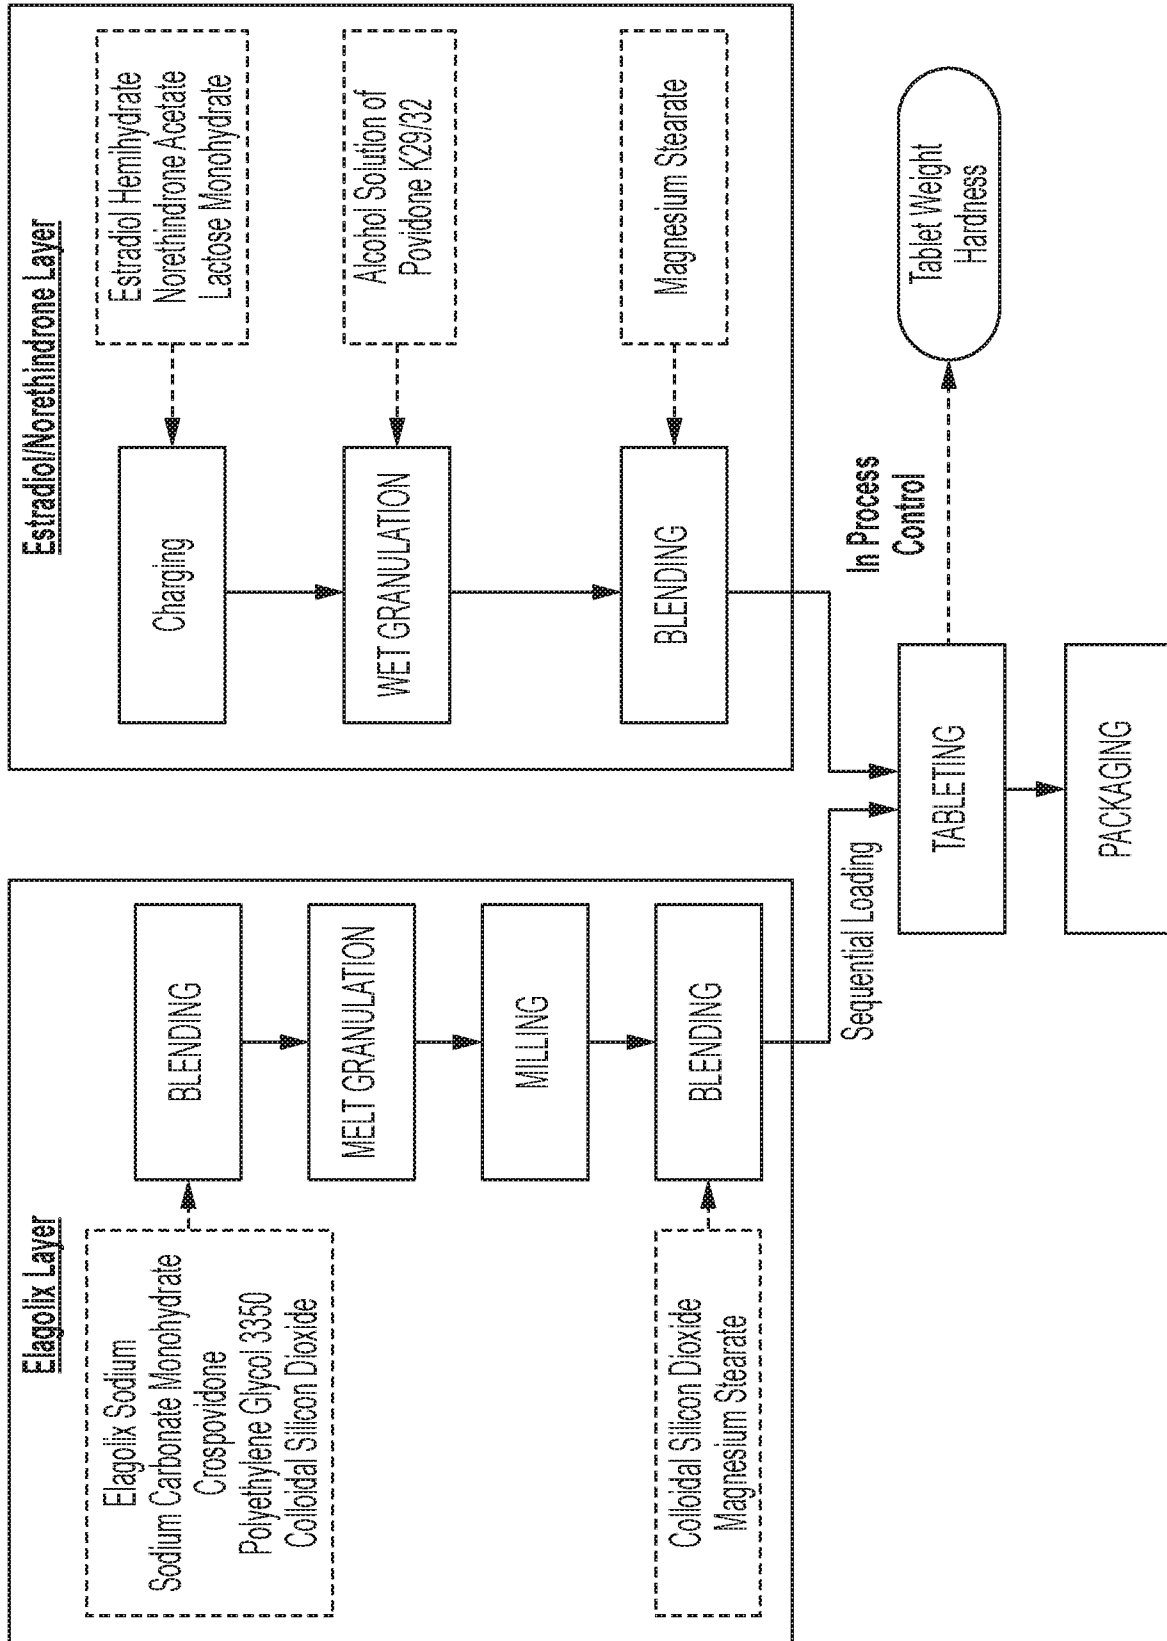 Elagolix Layer
Elagolix Sodium
Sodium Carbonate Monohydrate
Crospovidone
Polyethylene Glycol 3350
Colloidal Silicon Dioxide
BLENDING
MELT GRANULATION
MILLING
Colloidal Silicon Dioxide
Magnesium Stearate
BLENDING
Estradiol/Norethindrone Layer
Charging
Estradiol Hemihydrate
Norethindrone Acetate
Lactose Monohydrate
WET GRANULATION
Alcohol Solution of
Povidone K29/32
BLENDING
Magnesium Stearate
Sequential Loading
TABLETING
In Process
Control
Tablet Weight
Hardness
PACKAGING